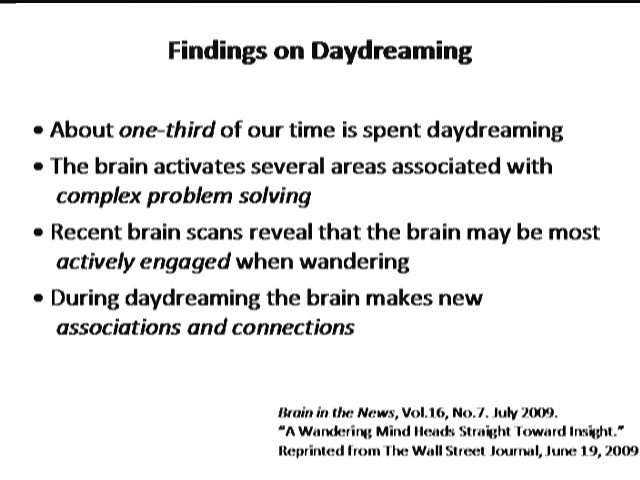 Findings on Daydreaming
• About one-third of our time is spent daydreaming
• The brain activates several areas associated with
complex problem solving
• Recent brain scans reveal that the brain may be most
actively engaged when wandering
• During daydreaming the brain makes new
associations and connections
Brain in the News, Vol.16, No.7. July 2009.
“A Wandering Mind Heads Straight Toward Insight.”
Reprinted from The Wall Street Journal, June 19, 2009